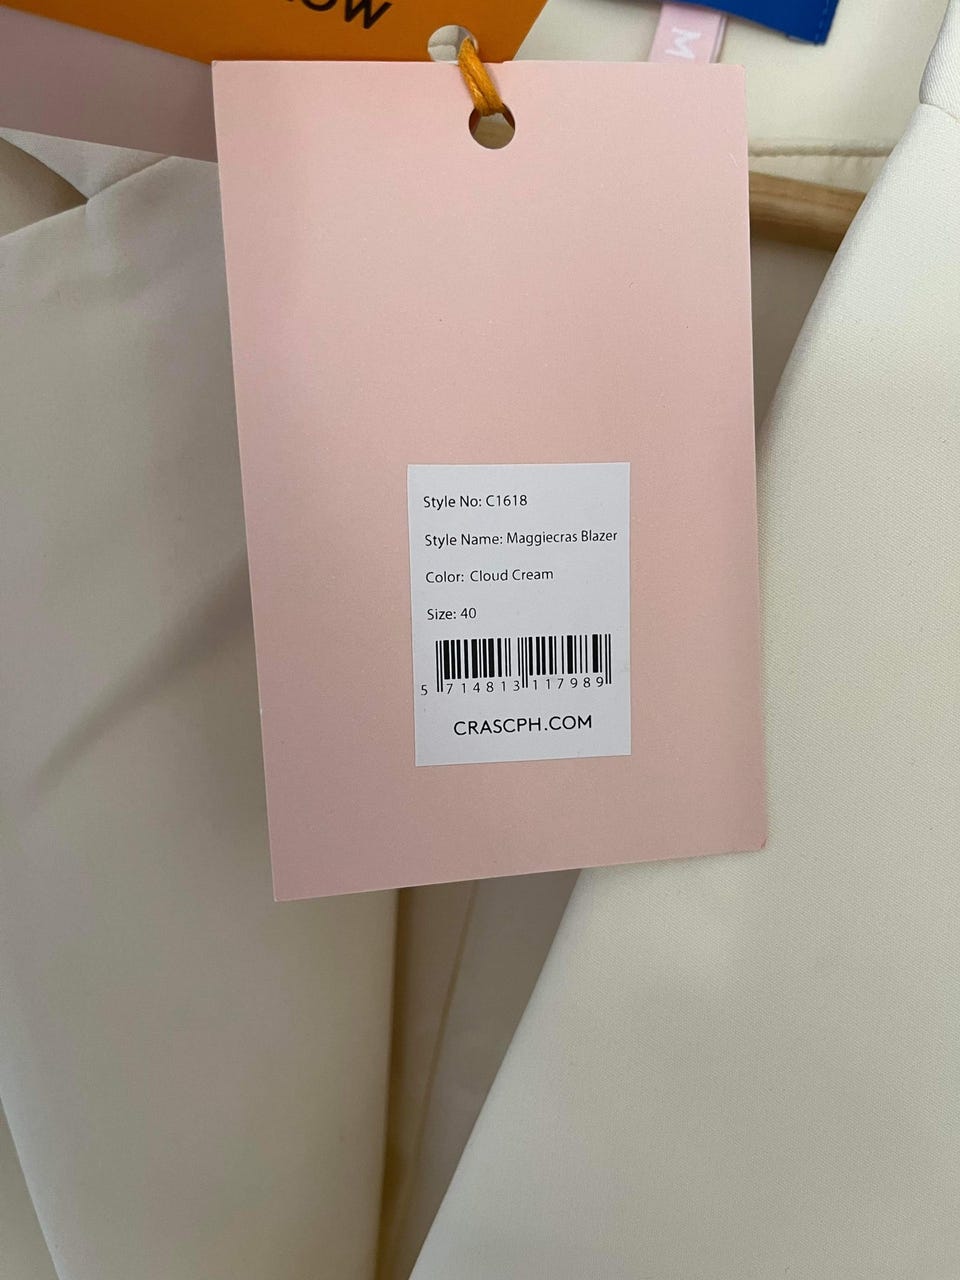 M
Style No: C1618
Style Name: Maggiecras Blazer
Color: Cloud Cream
Size: 40
5 714813 117989
CRASCPH.COM